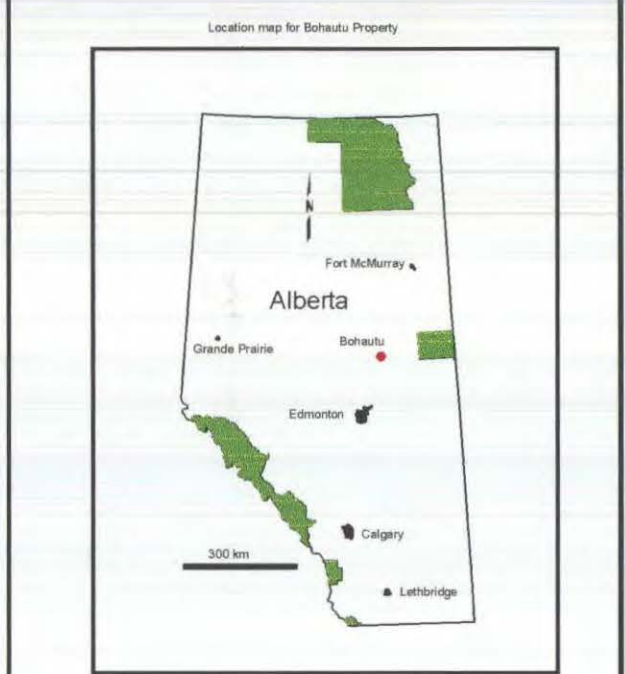 Location map for Bohautu Property
N
Fort McMurray
Alberta
Grande Prairie
Bohautu
Edmonton
Calgary
300 km
Lethbridge